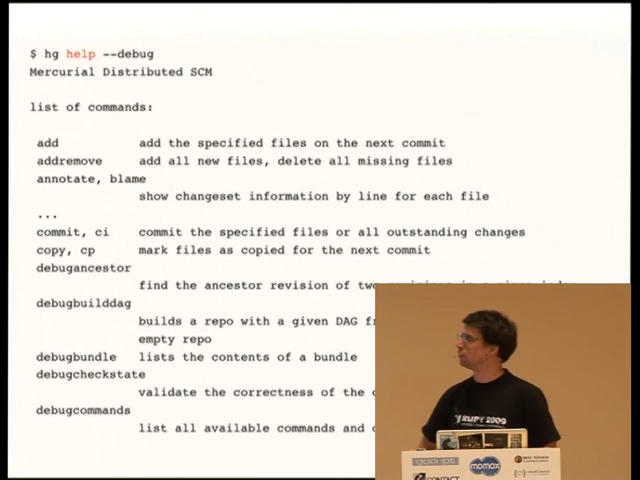 $ hg help --debug
Mercurial Distributed SCM
list of commands:
add add the specified files on the next commit
addremove add all new files, delete all missing files
annotate, blame
show changeset information by line for each file
...
commit, ci commit the specified files or all outstanding changes
copy, cp mark files as copied for the next commit
debugancestor
find the ancestor revision of two
debugbuilddag
builds a repo with a given DAG
empty repo
debugbundle lists the contents of a bundle
debugcheckstate
validate the correctness of the
debugcommands
list all available commands and
RUPY 2009
momox
CONTACT